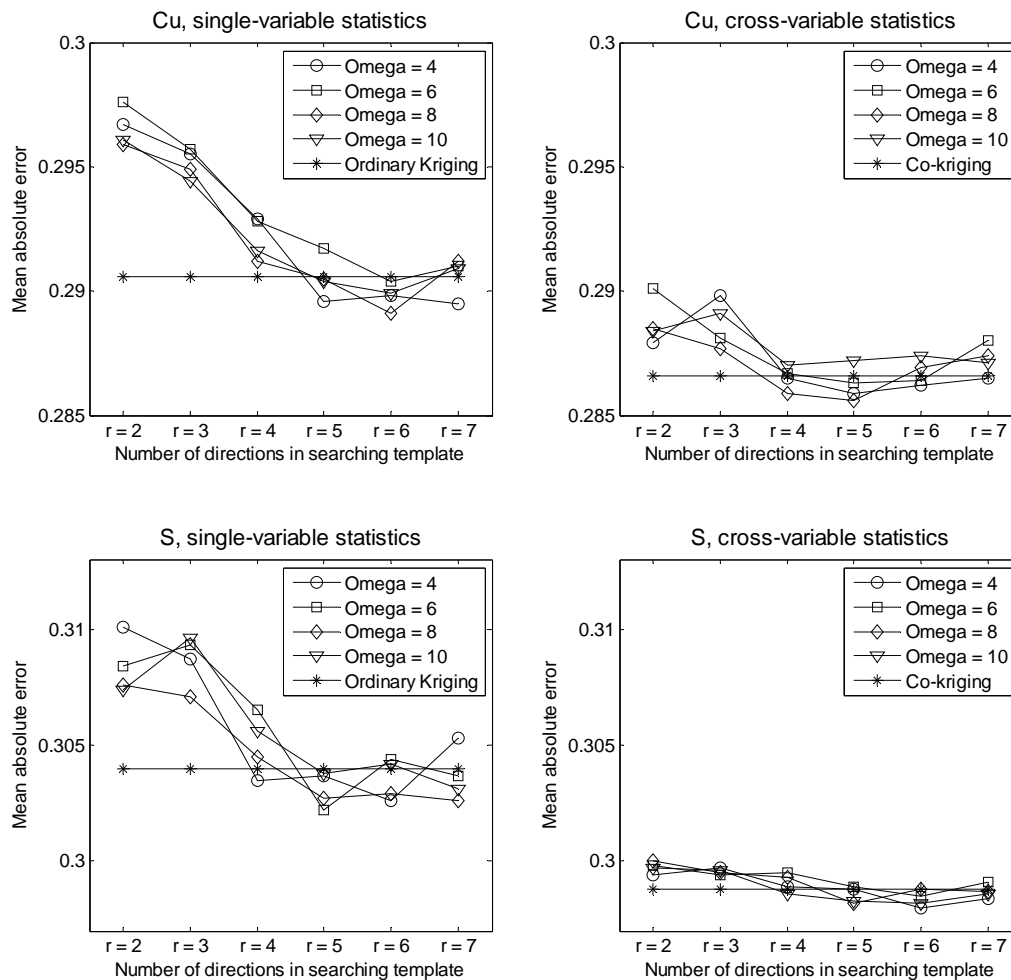 Cu, single-variable statistics
0.3
0.295
0.29
0.285
Mean absolute error
Omega = 4
Omega = 6
Omega = 8
Omega = 10
Ordinary Kriging
r = 2 r = 3 r = 4 r = 5 r = 6 r = 7
Number of directions in searching template
Cu, cross-variable statistics
0.3
0.295
0.29
0.285
Mean absolute error
Omega = 4
Omega = 6
Omega = 8
Omega = 10
Co-kriging
r = 2 r = 3 r = 4 r = 5 r = 6 r = 7
Number of directions in searching template
S, single-variable statistics
0.31
0.305
0.3
Mean absolute error
Omega = 4
Omega = 6
Omega = 8
Omega = 10
Ordinary Kriging
r = 2 r = 3 r = 4 r = 5 r = 6 r = 7
Number of directions in searching template
S, cross-variable statistics
0.31
0.305
0.3
Mean absolute error
Omega = 4
Omega = 6
Omega = 8
Omega = 10
Co-kriging
r = 2 r = 3 r = 4 r = 5 r = 6 r = 7
Number of directions in searching template